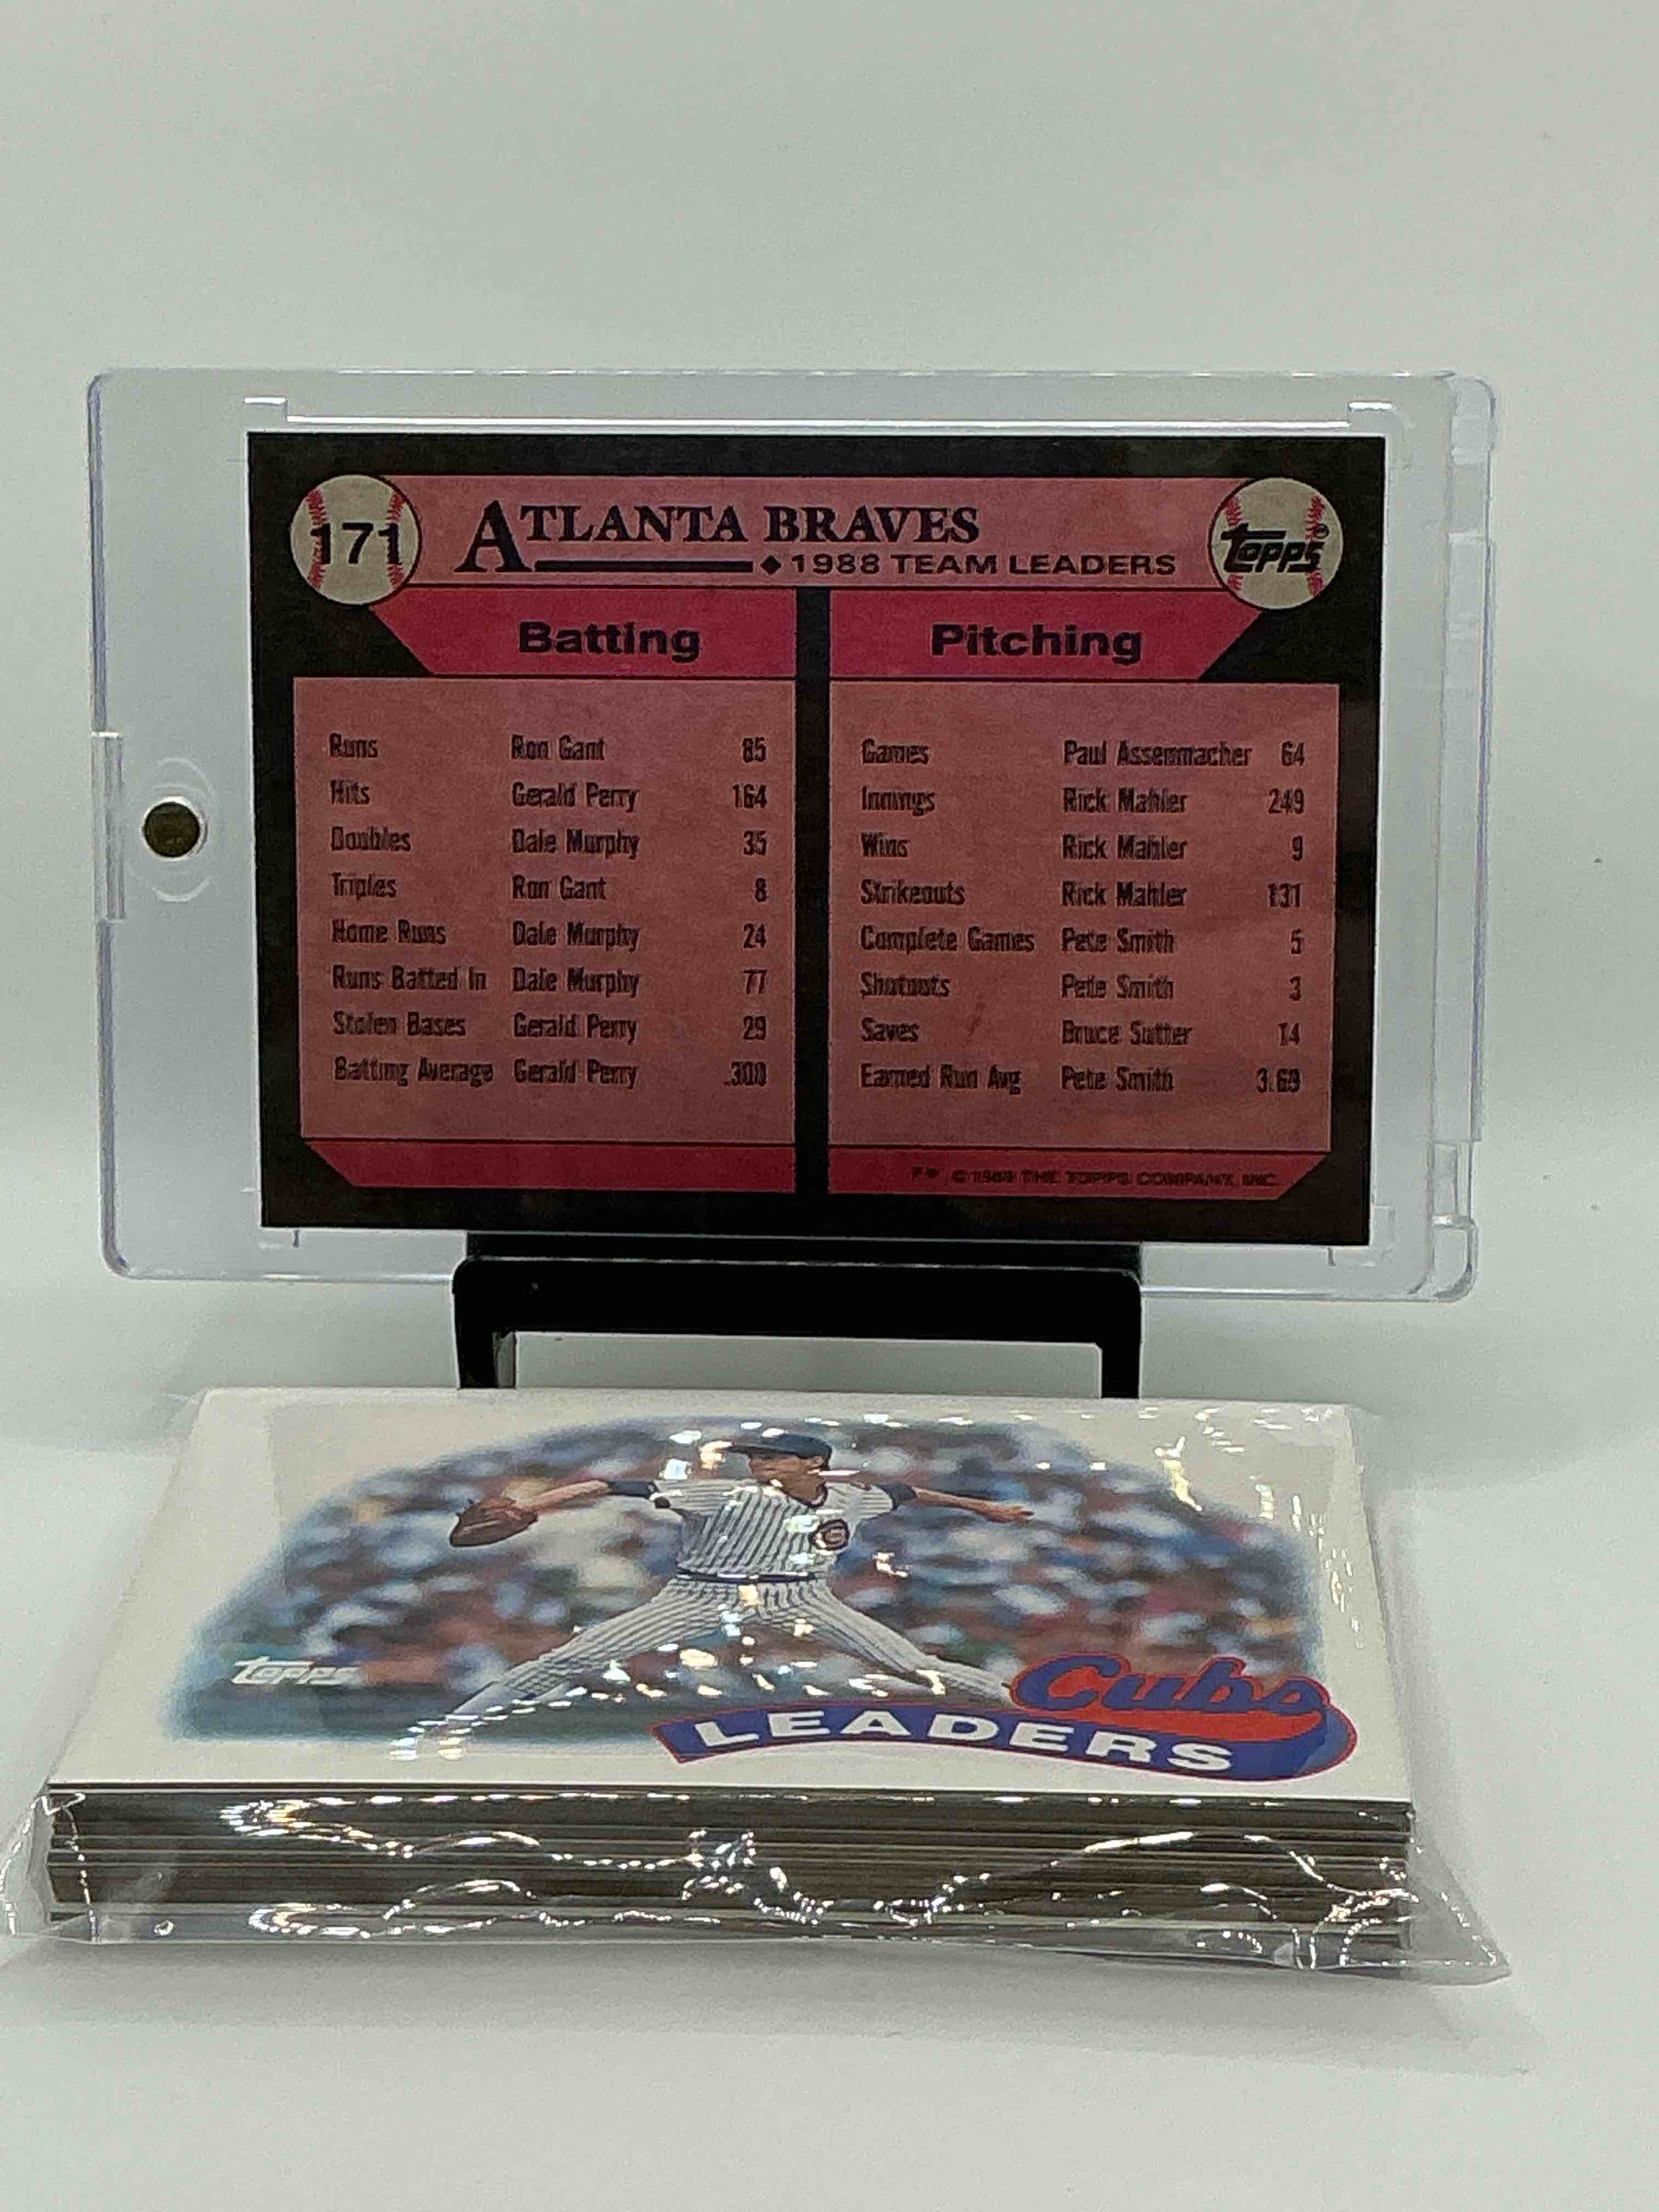 171
ATLANTA BRAVES
1988 TEAM LEADERS
TOPPS®
Batting
Runs Ron Gant 85
Hits Gerald Perry 164
Doubles Dale Murphy 35
Triples Ron Gant 8
Home Runs Dale Murphy 24
Runs Batted In Dale Murphy 77
Stolen Bases Gerald Perry 29
Batting Average Gerald Perry .300
Pitching
Games Paul Assenmacher 64
Innings Rick Mahler 249
Wins Rick Mahler 9
Strikeouts Rick Mahler 131
Complete Games Pete Smith 5
Shutouts Pete Smith 3
Saves Bruce Sutter 14
Earned Run Avg Pete Smith 3.69
© 1989 THE TOPPS COMPANY, INC.
TOPPS
Cubs
LEADERS